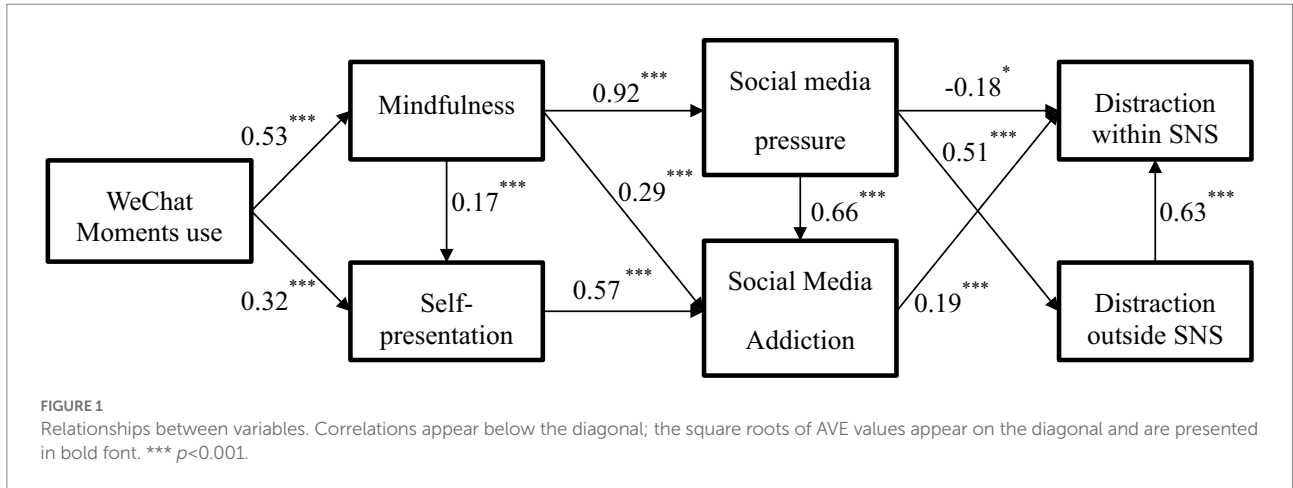 Mindfulness
0.92***
Social media
pressure
-0.18*
Distraction
within SNS
0.53***
0.51***
WeChat
Moments use
0.17***
0.29***
0.66***
0.63***
0.32***
Self-
presentation
0.57***
Social Media
Addiction
0.19***
Distraction
outside SNS
FIGURE 1
Relationships between variables. Correlations appear below the diagonal; the square roots of AVE values appear on the diagonal and are presented
in bold font. *** p<0.001.